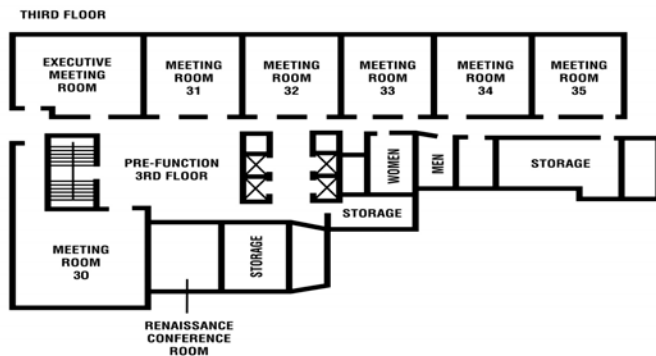 THIRD FLOOR
EXECUTIVE
MEETING
ROOM
MEETING
ROOM
31
MEETING
ROOM
32
MEETING
ROOM
33
MEETING
ROOM
34
MEETING
ROOM
35
PRE-FUNCTION
3RD FLOOR
WOMEN
MEN
STORAGE
STORAGE
MEETING
ROOM
30
STORAGE
RENAISSANCE
CONFERENCE
ROOM